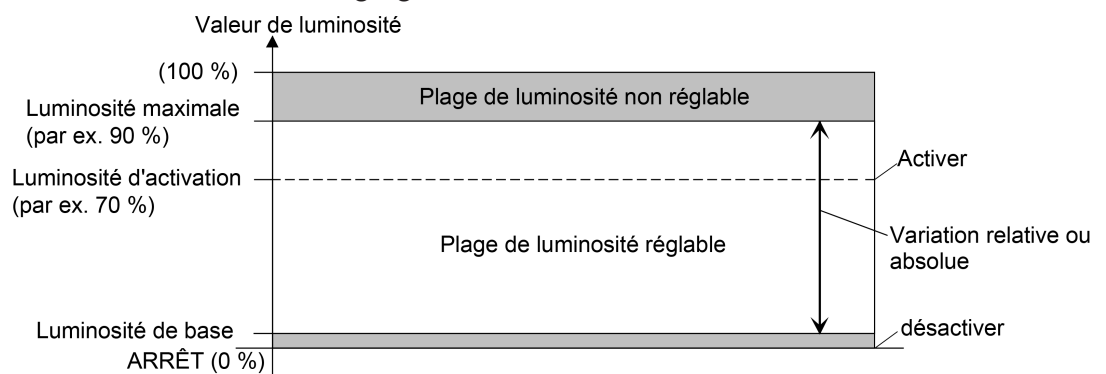 Valeur de luminosité
(100 %)
Plage de luminosité non réglable
Luminosité maximale
(par ex. 90 %)
Activer
Luminosité d'activation
(par ex. 70 %)
Plage de luminosité réglable
Variation relative ou
absolue
Luminosité de base
désactiver
ARRÊT (0 %)